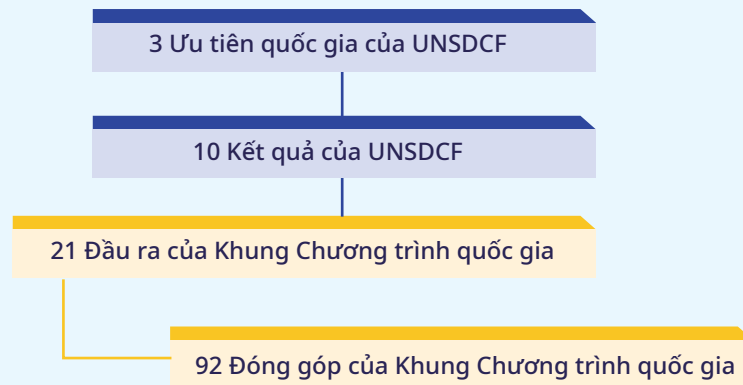 3 Ưu tiên quốc gia của UNSDCF
10 Kết quả của UNSDCF
21 Đầu ra của Khung Chương trình quốc gia
92 Đóng góp của Khung Chương trình quốc gia